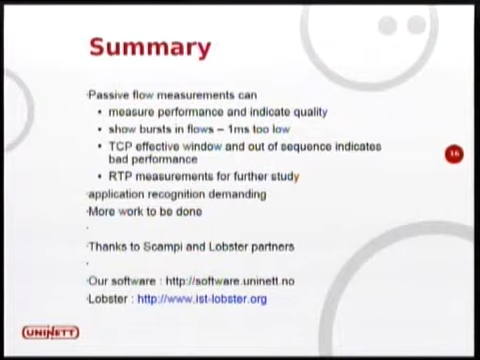 Summary
Passive flow measurements can
• measure performance and indicate quality
• show bursts in flows – 1ms too low
• TCP effective window and out of sequence indicates
bad performance
• RTP measurements for further study
application recognition demanding
More work to be done
Thanks to Scampi and Lobster partners
Our software : http://software.uninett.no
Lobster : http://www.ist-lobster.org
16
UNINETT